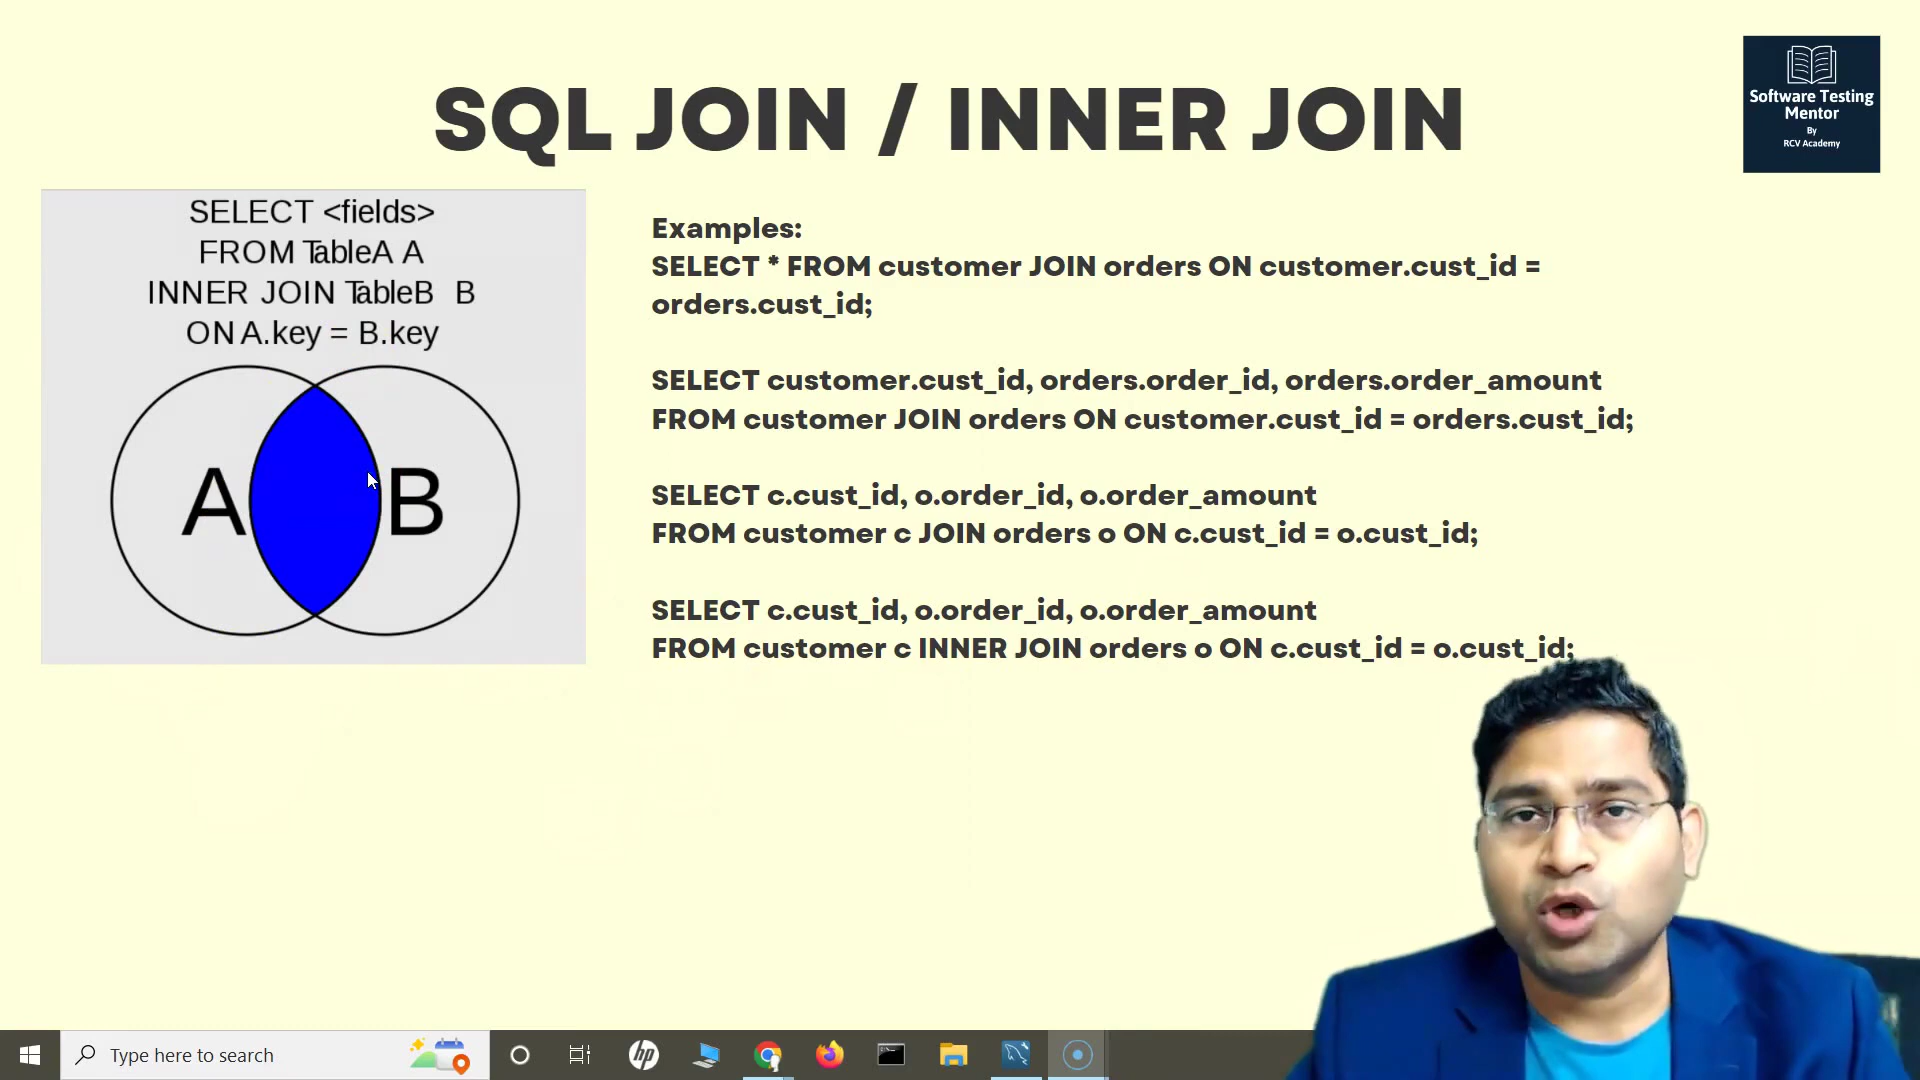 SQL JOIN / INNER JOIN
Software Testing
Mentor
By
RCV Academy
SELECT <fields>
FROM TableA A
INNER JOIN TableB B
ON A.key = B.key
A
B
Examples:
SELECT * FROM customer JOIN orders ON customer.cust_id =
orders.cust_id;
SELECT customer.cust_id, orders.order_id, orders.order_amount
FROM customer JOIN orders ON customer.cust_id = orders.cust_id;
SELECT c.cust_id, o.order_id, o.order_amount
FROM customer c JOIN orders o ON c.cust_id = o.cust_id;
SELECT c.cust_id, o.order_id, o.order_amount
FROM customer c INNER JOIN orders o ON c.cust_id = o.cust_id;
Type here to search
hp